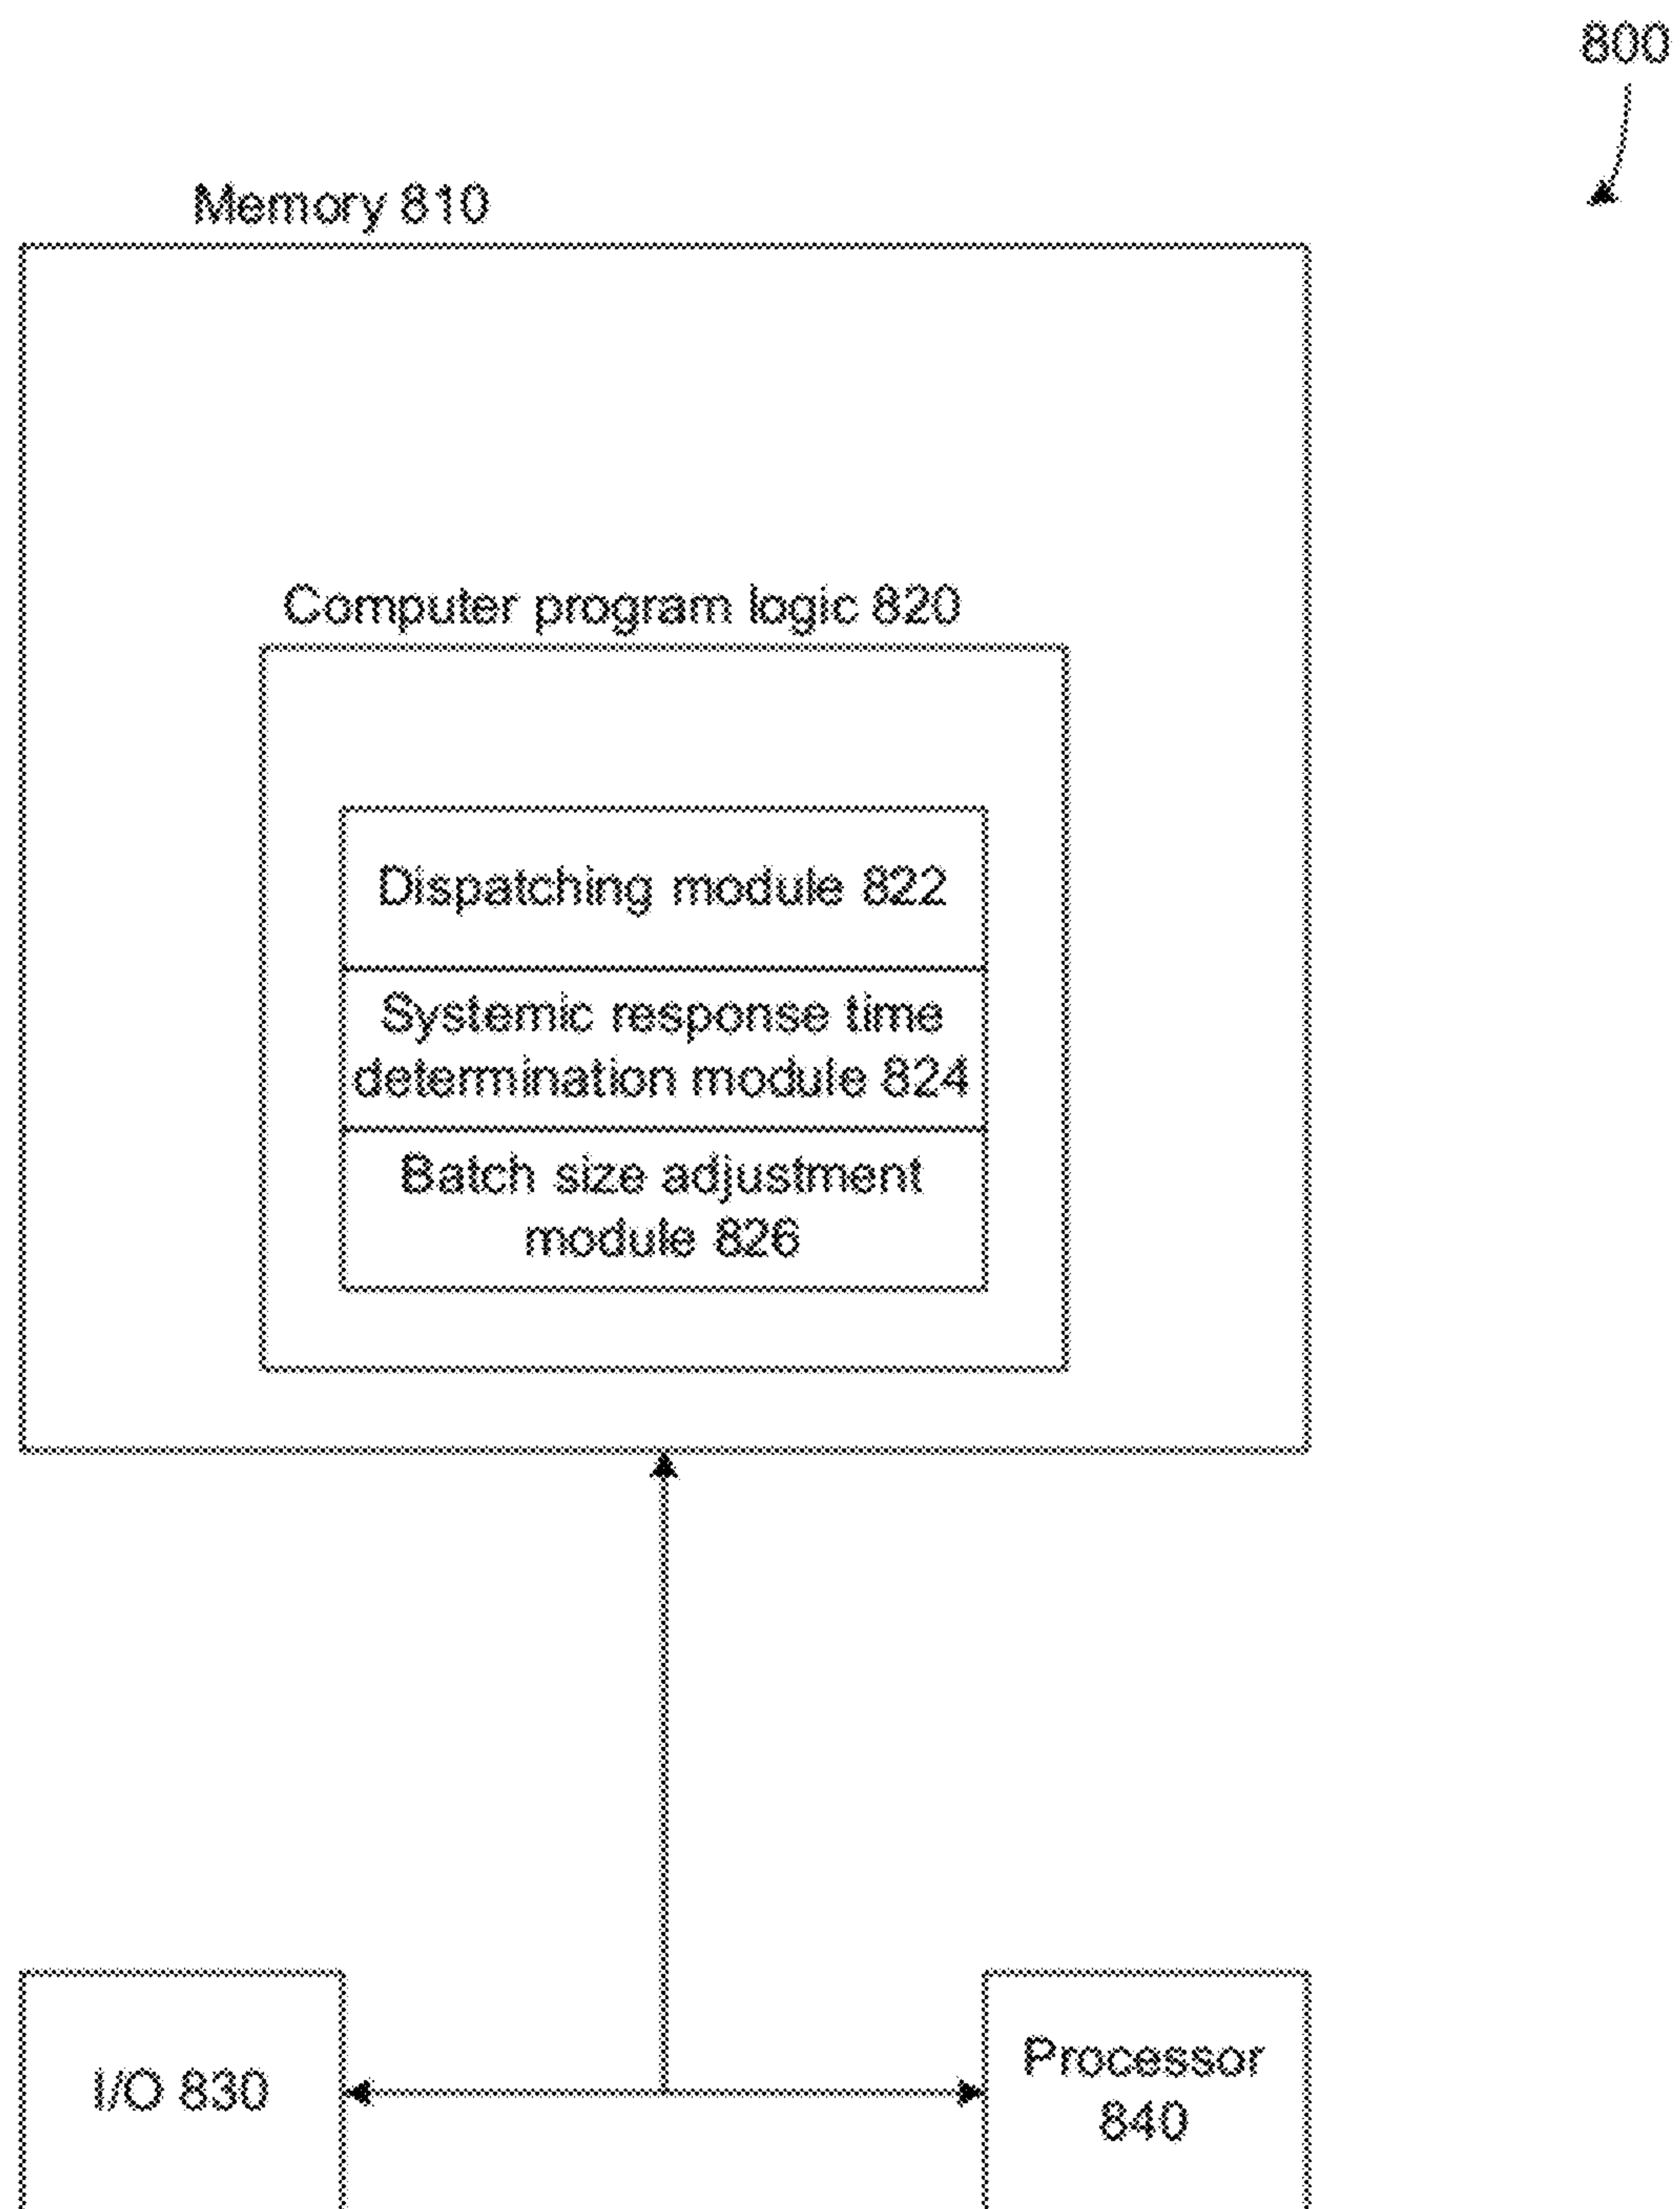 800
Memory 810
Computer program logic 820
Dispatching module 822
Systemic response time
determination module 824
Batch size adjustment
module 826
I/O 830
Processor
840